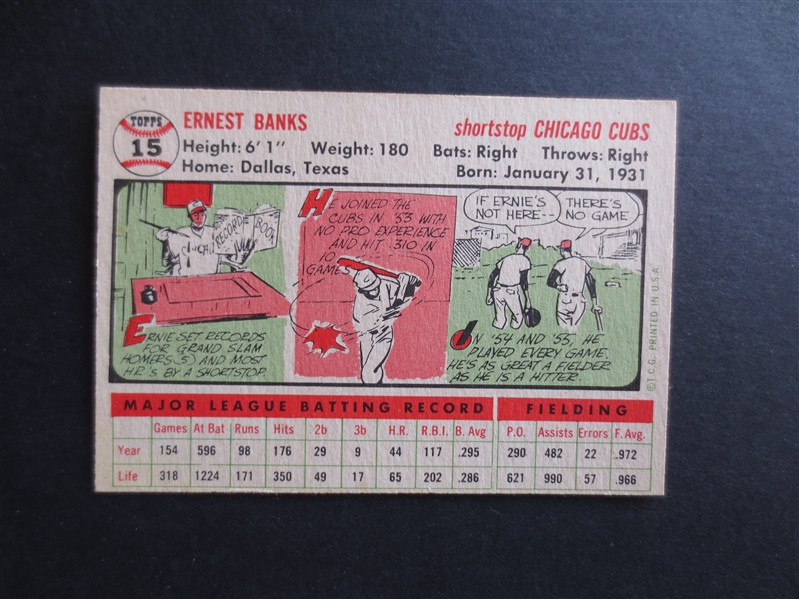 TOPPS
15
ERNEST BANKS
shortstop CHICAGO CUBS
Height: 6' 1" Weight: 180 Bats: Right Throws: Right
Home: Dallas, Texas Born: January 31, 1931
RECORD BOOK
CHICA
ERNIE SET RECORDS
FOR GRAND SLAM
HOMERS(5) AND MOST
H.R.'S BY A SHORTSTOP.
HE JOINED THE
CUBS IN '53 WITH
NO PRO EXPERIENCE
AND HIT .310 IN
10
GAMES
IF ERNIE'S
NOT HERE—
THERE'S
NO GAME
IN '54 AND '55, HE
PLAYED EVERY GAME.
HE'S AS GREAT A FIELDER
AS HE IS A HITTER.
© T.C.G. PRINTED IN U.S.A.
MAJOR LEAGUE BATTING RECORD FIELDING
Games At Bat Runs Hits 2b 3b H.R. R.B.I. B. Avg P.O. Assists Errors F. Avg.
Year 154 596 98 176 29 9 44 117 .295 290 482 22 .972
Life 318 1224 171 350 49 17 65 202 .286 621 990 57 .966